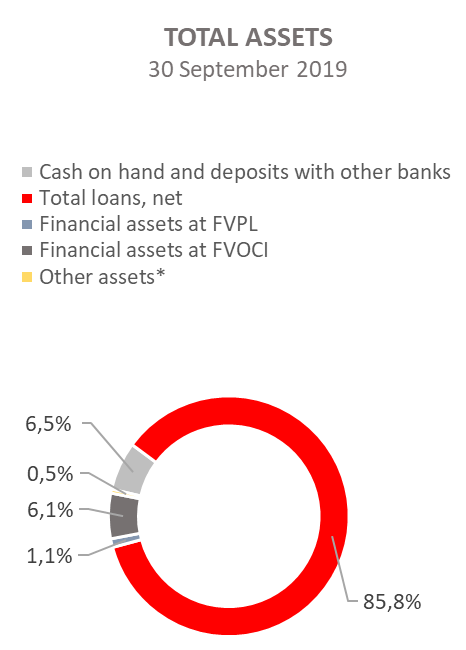 TOTAL ASSETS
30 September 2019
Cash on hand and deposits with other banks
Total loans, net
Financial assets at FVPL
Financial assets at FVOCI
Other assets*
6,5%
0,5%
6,1%
1,1%
85,8%